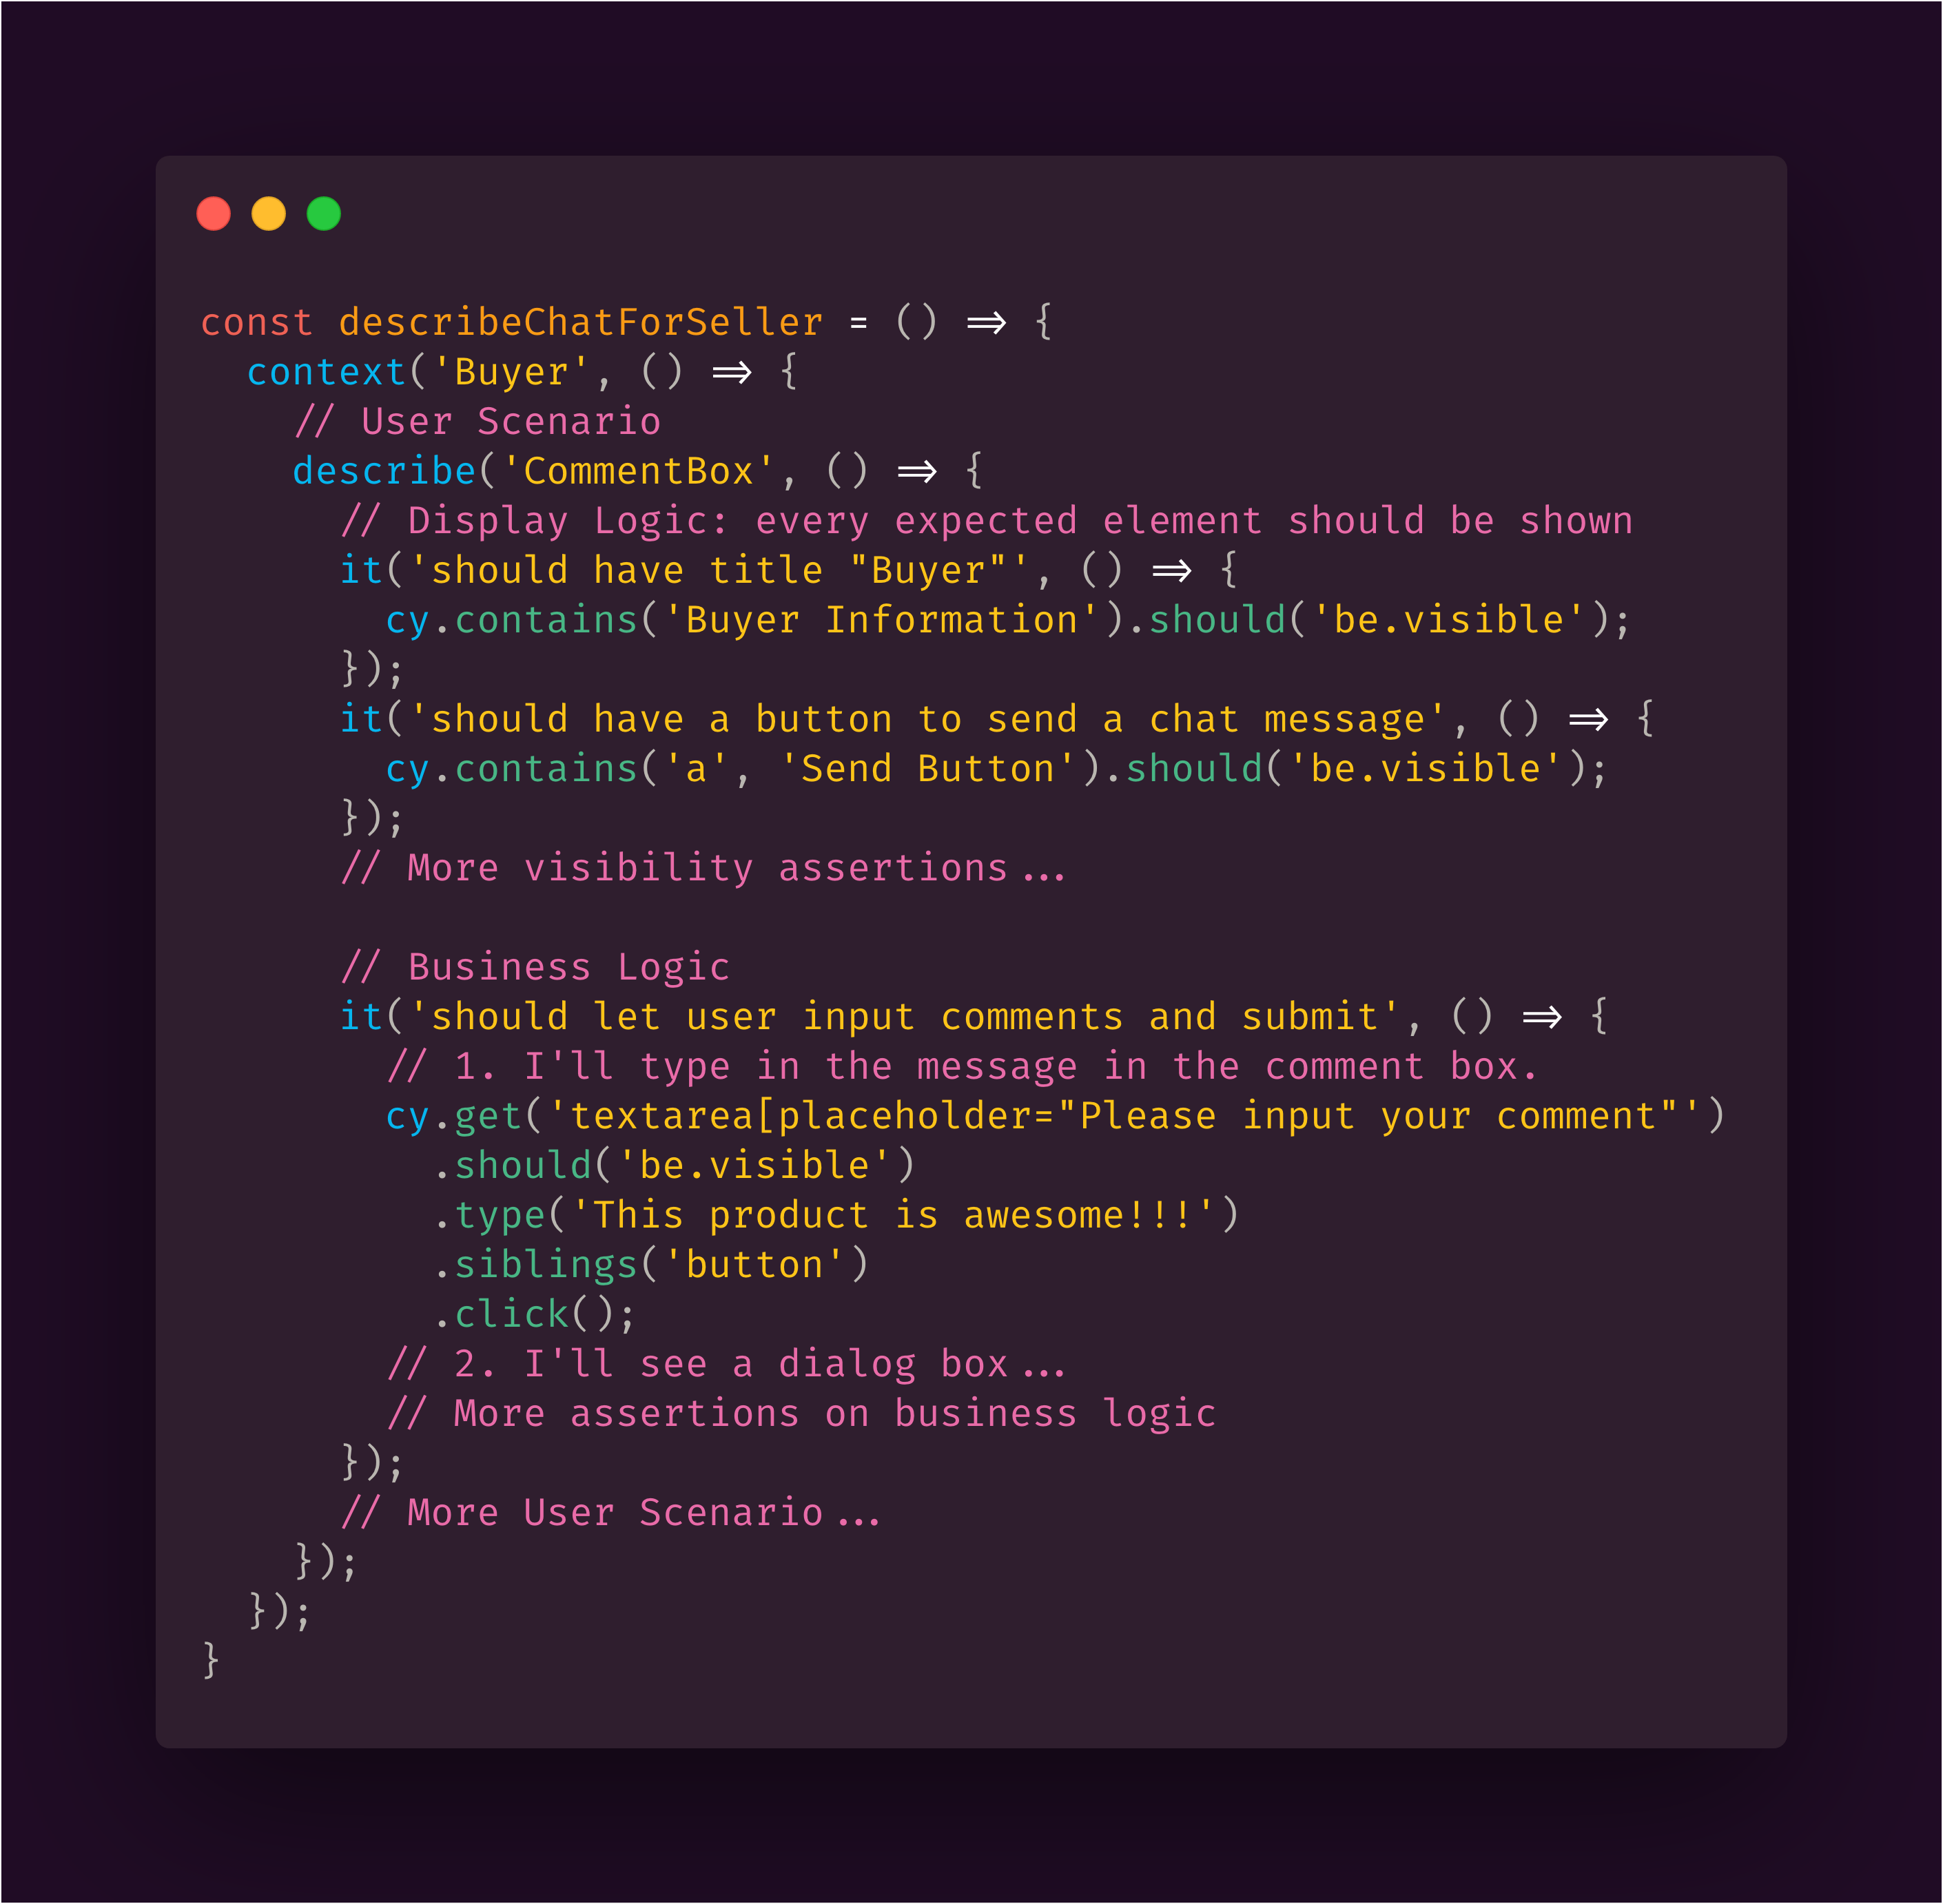 const describeChatForSeller = () => {
  context('Buyer', () => {
    // User Scenario
    describe('CommentBox', () => {
      // Display Logic: every expected element should be shown
      it('should have title "Buyer"', () => {
        cy.contains('Buyer Information').should('be.visible');
      });
      it('should have a button to send a chat message', () => {
        cy.contains('a', 'Send Button').should('be.visible');
      });
      // More visibility assertions...

      // Business Logic
      it('should let user input comments and submit', () => {
        // 1. I'll type in the message in the comment box.
        cy.get('textarea[placeholder="Please input your comment"')
          .should('be.visible')
          .type('This product is awesome!!!')
          .siblings('button')
          .click();
        // 2. I'll see a dialog box...
        // More assertions on business logic
      });
      // More User Scenario...
    });
  });
}